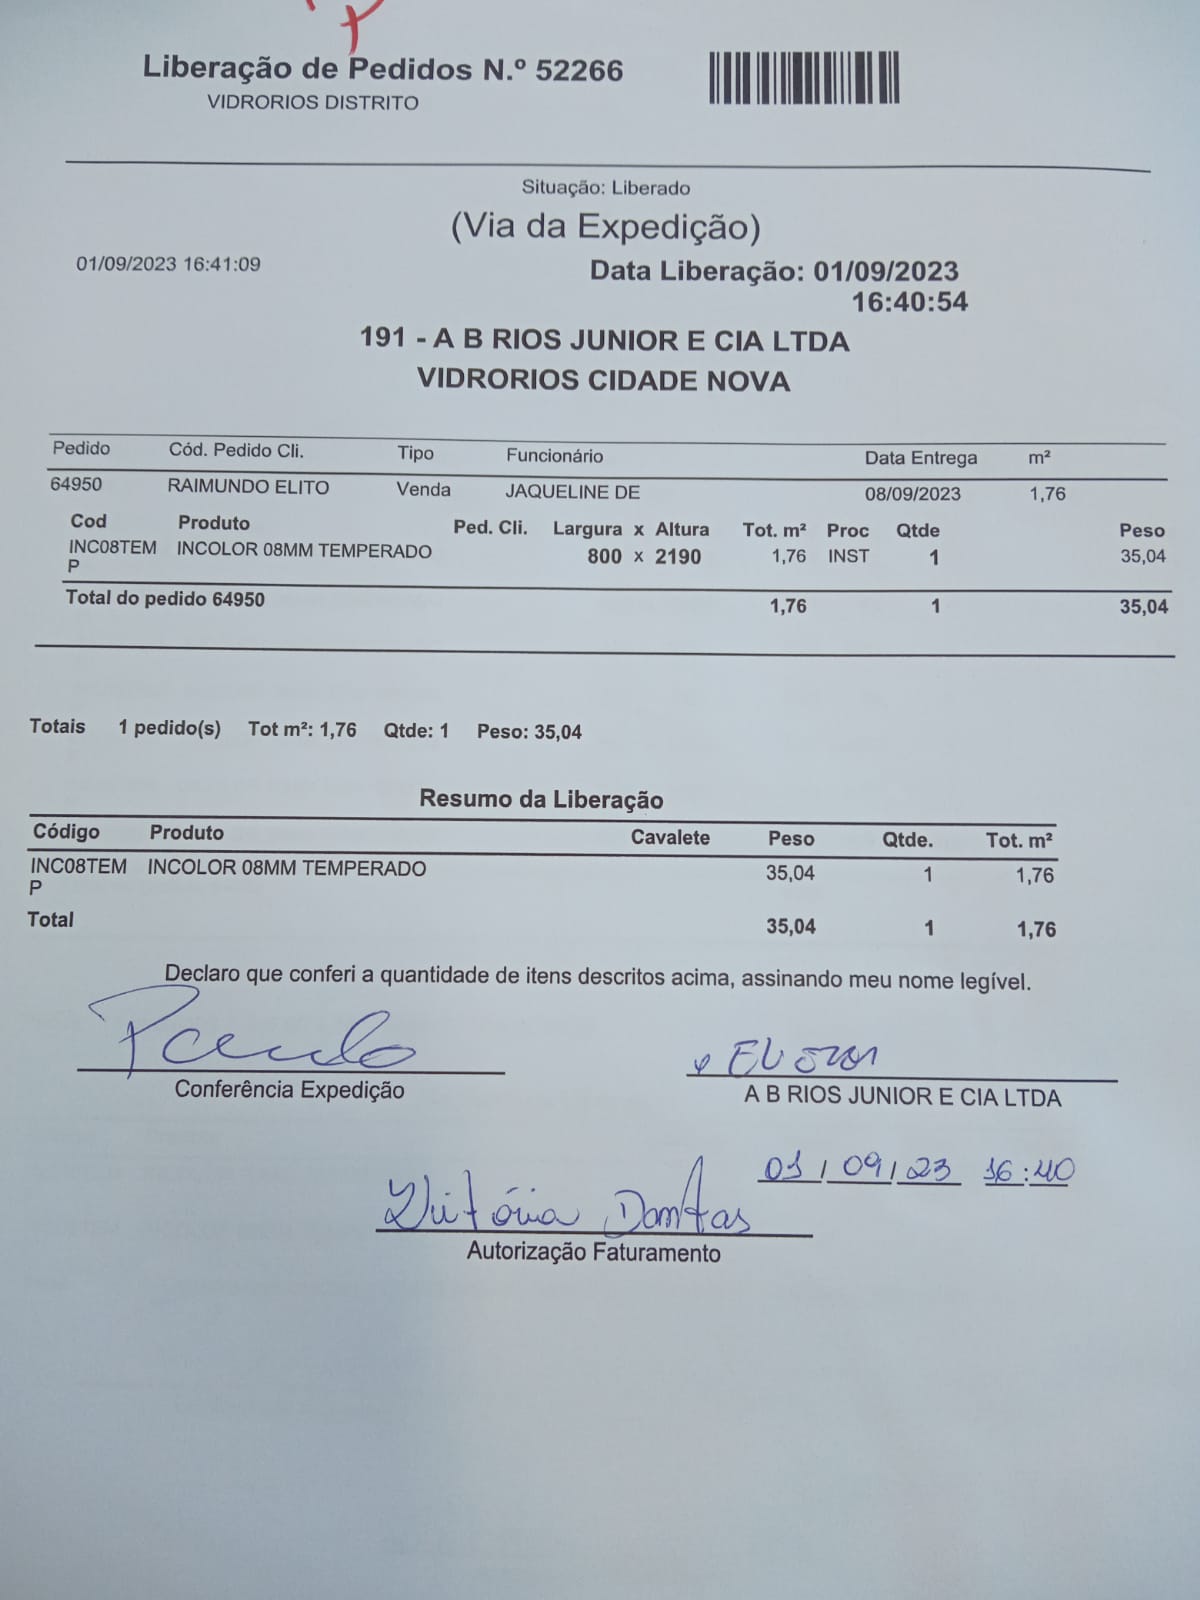 Liberação de Pedidos N.º 52266
VIDRORIOS DISTRITO
Situação: Liberado
(Via da Expedição)
01/09/2023 16:41:09
Data Liberação: 01/09/2023
16:40:54
191 - A B RIOS JUNIOR E CIA LTDA
VIDRORIOS CIDADE NOVA
Pedido Cód. Pedido Cli. Tipo Funcionário Data Entrega m²
64950 RAIMUNDO ELITO Venda JAQUELINE DE 08/09/2023 1,76
Cod Produto Ped. Cli. Largura x Altura Tot. m² Proc Qtde Peso
INC08TEM INCOLOR 08MM TEMPERADO 800 x 2190 1,76 INST 1 35,04
P
Total do pedido 64950 1,76 1 35,04
Totais 1 pedido(s) Tot m²: 1,76 Qtde: 1 Peso: 35,04
Resumo da Liberação
Código Produto Cavalete Peso Qtde. Tot. m²
INC08TEM INCOLOR 08MM TEMPERADO 35,04 1 1,76
P
Total 35,04 1 1,76
Declaro que conferi a quantidade de itens descritos acima, assinando meu nome legível.
Conferência Expedição
A B RIOS JUNIOR E CIA LTDA
01/09/23 16:40
Vitória Dantas
Autorização Faturamento